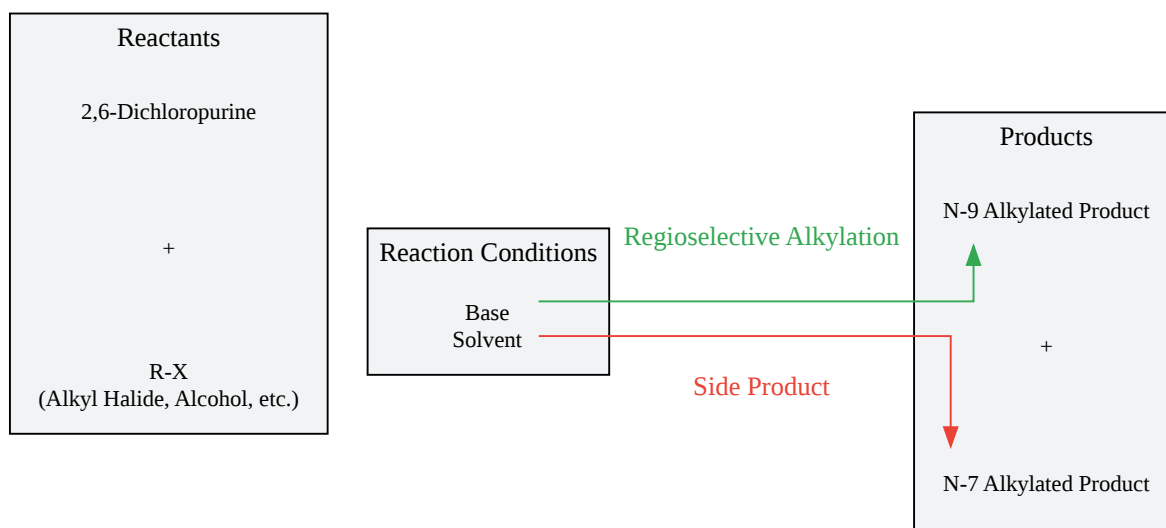 Reactants
2,6-Dichloropurine
+
R-X
(Alkyl Halide, Alcohol, etc.)
Reaction Conditions
Base
Solvent
Regioselective Alkylation
Side Product
Products
N-9 Alkylated Product
+
N-7 Alkylated Product